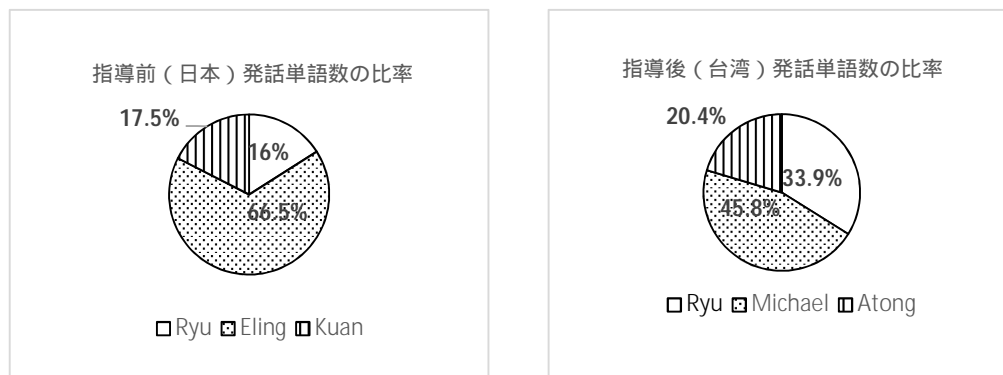 指導前（日本）発話単語数の比率
17.5%
16%
66.5%
Ryu Eling Kuan
指導後（台湾）発話単語数の比率
20.4%
33.9%
45.8%
Ryu Michael Atong